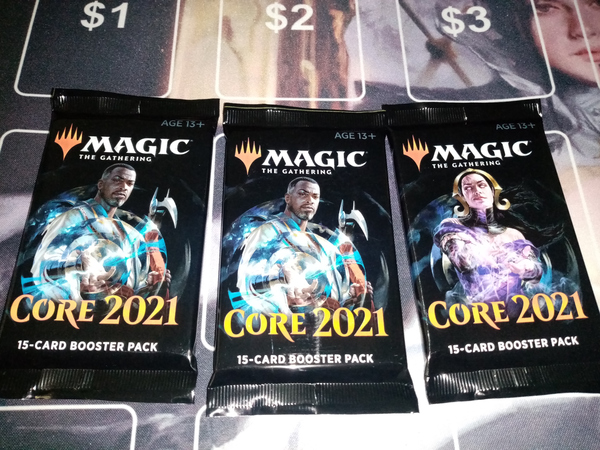 $1
$2
$3
AGE 13+
MAGIC
THE GATHERING
CORE 2021
15-CARD BOOSTER PACK
AGE 13+
MAGIC
THE GATHERING
CORE 2021
15-CARD BOOSTER PACK
AGE 13+
MAGIC
THE GATHERING
CORE 2021
15-CARD BOOSTER PACK